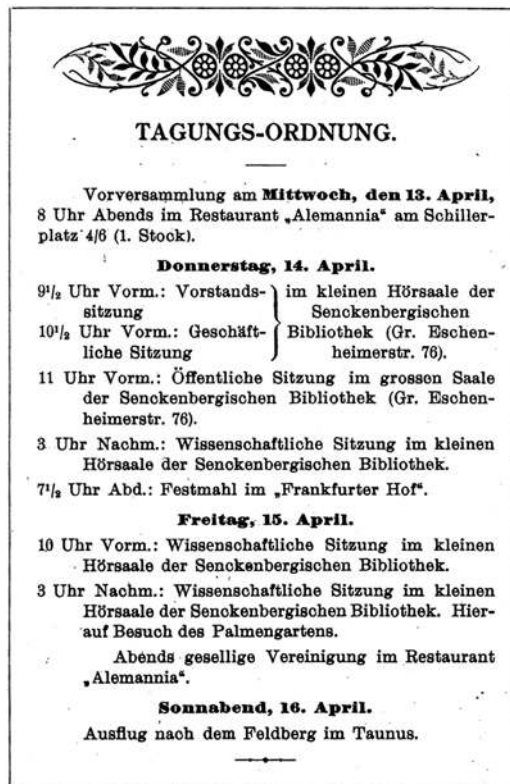 TAGUNGS-ORDNUNG.
Vorversammlung am Mittwoch, den 13. April,
8 Uhr Abends im Restaurant „Alemannia“ am Schiller-
platz 4/6 (1. Stock).
Donnerstag, 14. April.
9½ Uhr Vorm.: Vorstands-
sitzung
10½ Uhr Vorm.: Geschäft-
liche Sitzung
im kleinen Hörsaale der
Senckenbergischen
Bibliothek (Gr. Eschen-
heimerstr. 76).
11 Uhr Vorm.: Öffentliche Sitzung im grossen Saale
der Senckenbergischen Bibliothek (Gr. Eschen-
heimerstr. 76).
3 Uhr Nachm.: Wissenschaftliche Sitzung im kleinen
Hörsaale der Senckenbergischen Bibliothek.
7½ Uhr Abd.: Festmahl im „Frankfurter Hof“.
Freitag, 15. April.
10 Uhr Vorm.: Wissenschaftliche Sitzung im kleinen
Hörsaale der Senckenbergischen Bibliothek.
3 Uhr Nachm.: Wissenschaftliche Sitzung im kleinen
Hörsaale der Senckenbergischen Bibliothek. Hier-
auf Besuch des Palmengartens.
Abends gesellige Vereinigung im Restaurant
„Alemannia“.
Sonnabend, 16. April.
Ausflug nach dem Feldberg im Taunus.